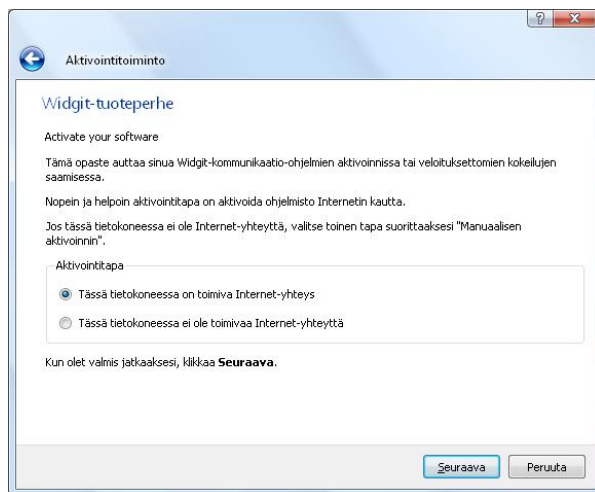 Aktivointitoiminto
Widgit-tuoteperhe
Activate your software
Tämä opaste auttaa sinua Widgit-kommunikaatio-ohjelmien aktivoinnissa tai veloituksettomien kokeilujen
saamisessa.
Nopein ja helpoin aktivointitapa on aktivoida ohjelmisto Internetin kautta.
Jos tässä tietokoneessa ei ole Internet-yhteyttä, valitse toinen tapa suorittaaksesi "Manuaalisen
aktivoinnin".
Aktivointitapa
Tässä tietokoneessa on toimiva Internet-yhteys
Tässä tietokoneessa ei ole toimivaa Internet-yhteyttä
Kun olet valmis jatkaaksesi, klikkaa Seuraava.
Seuraava Peruuta